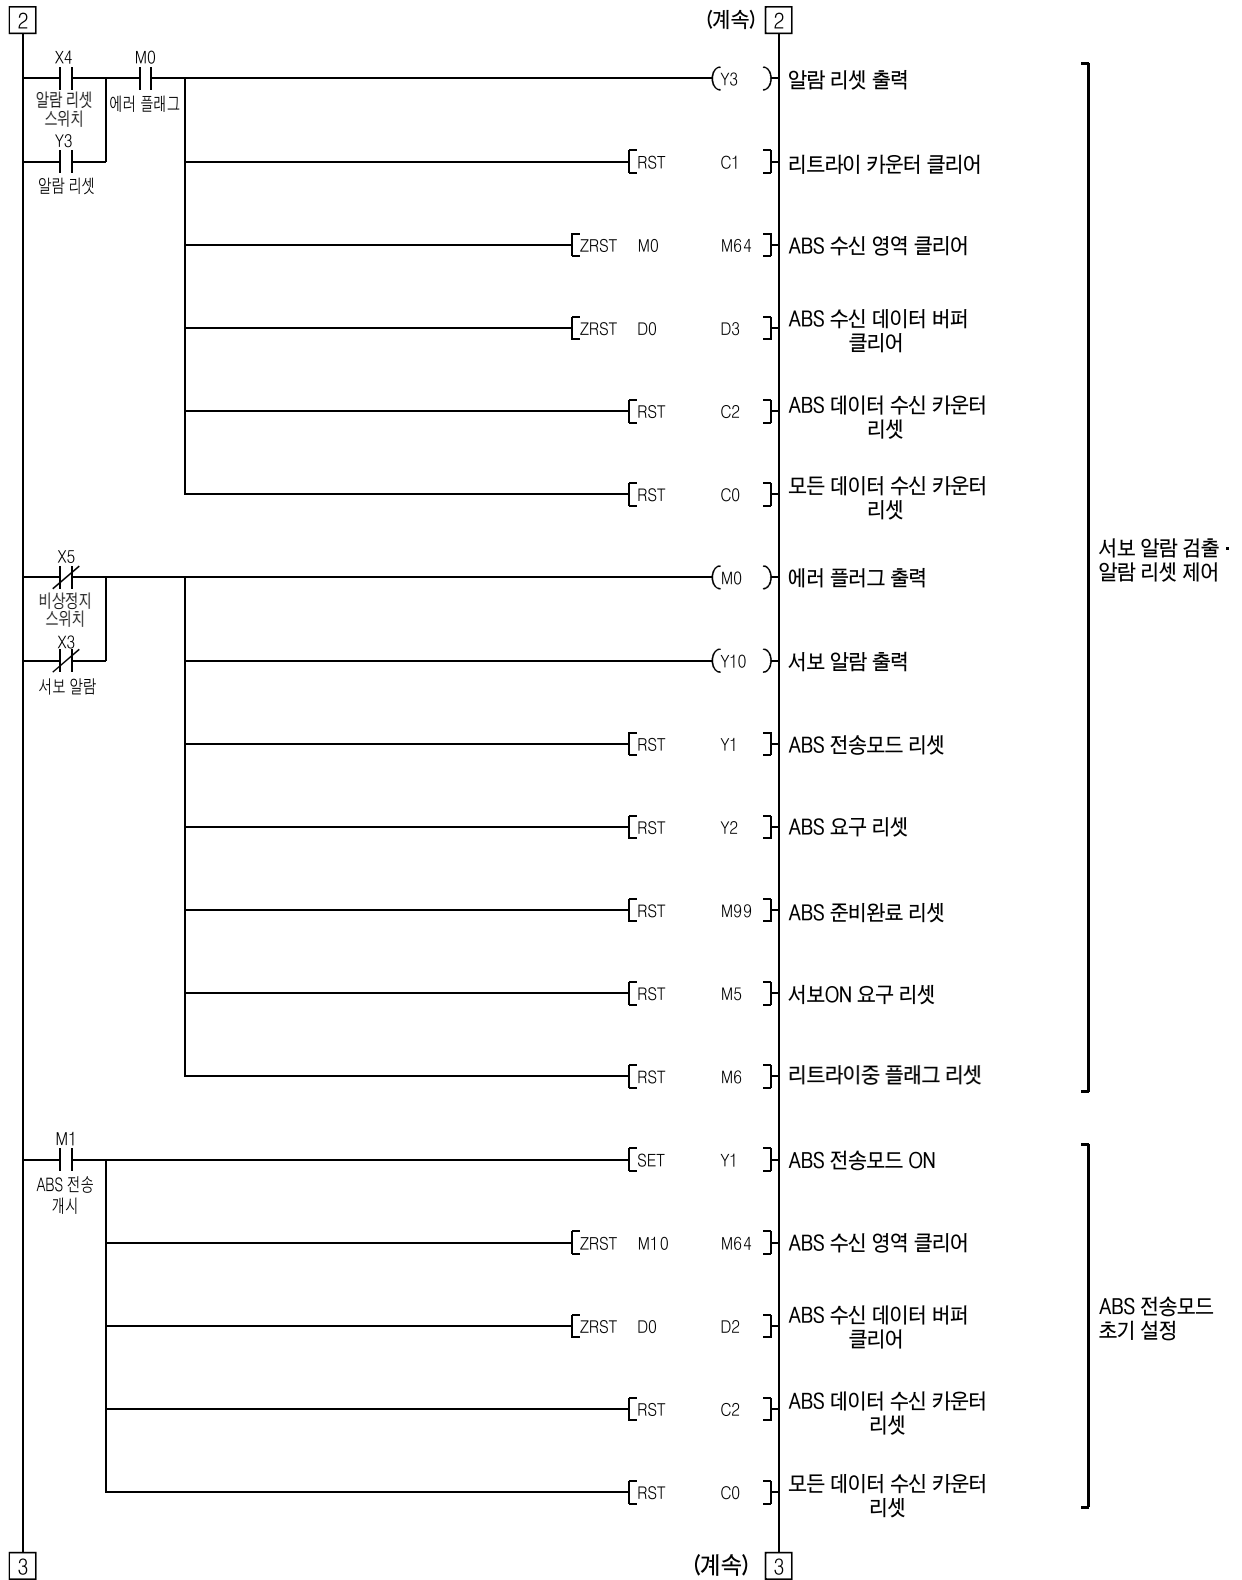 2
(계속) 2
X4
M0
Y3
알람 리셋 출력
알람 리셋
스위치
에러 플래그
Y3
알람 리셋
RST C1
리트라이 카운터 클리어
ZRST M0 M64
ABS 수신 영역 클리어
ZRST D0 D3
ABS 수신 데이터 버퍼
클리어
RST C2
ABS 데이터 수신 카운터
리셋
RST C0
모든 데이터 수신 카운터
리셋
서보 알람 검출·
알람 리셋 제어
X5
비상정지
스위치
M0
에러 플러그 출력
X3
서보 알람
Y10
서보 알람 출력
RST Y1
ABS 전송모드 리셋
RST Y2
ABS 요구 리셋
RST M99
ABS 준비완료 리셋
RST M5
서보ON 요구 리셋
RST M6
리트라이중 플래그 리셋
M1
ABS 전송
개시
SET Y1
ABS 전송모드 ON
ZRST M10 M64
ABS 수신 영역 클리어
ZRST D0 D2
ABS 수신 데이터 버퍼
클리어
ABS 전송모드
초기 설정
RST C2
ABS 데이터 수신 카운터
리셋
RST C0
모든 데이터 수신 카운터
리셋
3
(계속) 3